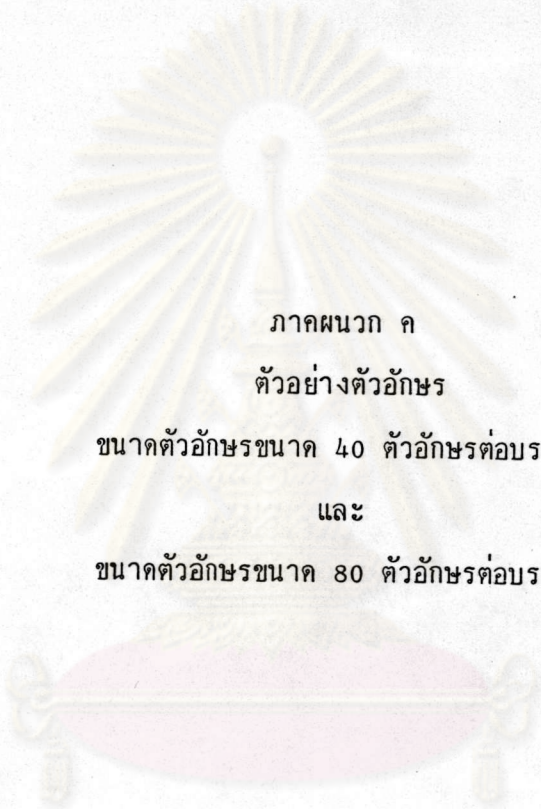 ภาคผนวก ค
ตัวอย่างตัวอักษร
ขนาดตัวอักษรขนาด 40 ตัวอักษรต่อบร
และ
ขนาดตัวอักษรขนาด 80 ตัวอักษรต่อบร